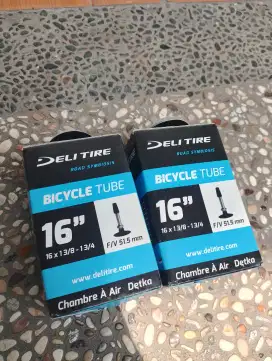 DELI TIRE
ROAD SYMBIOSIS
BICYCLE TUBE
16"
16 x 1 3/8 - 1 3/4
F/V 51.5 mm
www.delitire.com
Chambre À Air Dętka
DELI TIRE
ROAD SYMBIOSIS
BICYCLE TUBE
16"
16 x 1 3/8 - 1 3/4
F/V 51.5 mm
www.delitire.com
Chambre À Air Dętka